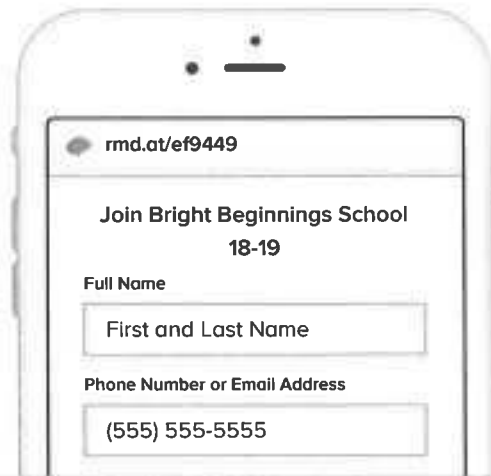 rmd.at/ef9449
Join Bright Beginnings School
18-19
Full Name
First and Last Name
Phone Number or Email Address
(555) 555-5555